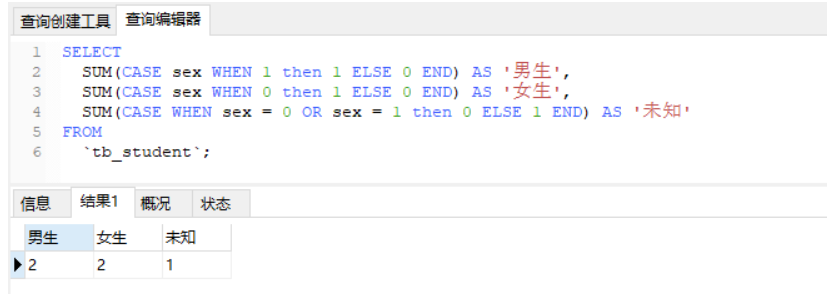 查询创建工具 查询编辑器
1 SELECT
2 SUM(CASE sex WHEN 1 then 1 ELSE 0 END) AS '男生',
3 SUM(CASE sex WHEN 0 then 1 ELSE 0 END) AS '女生',
4 SUM(CASE WHEN sex = 0 OR sex = 1 then 0 ELSE 1 END) AS '未知'
5 FROM
6 `tb_student`;
信息 结果1 概况 状态
男生 女生 未知
2 2 1